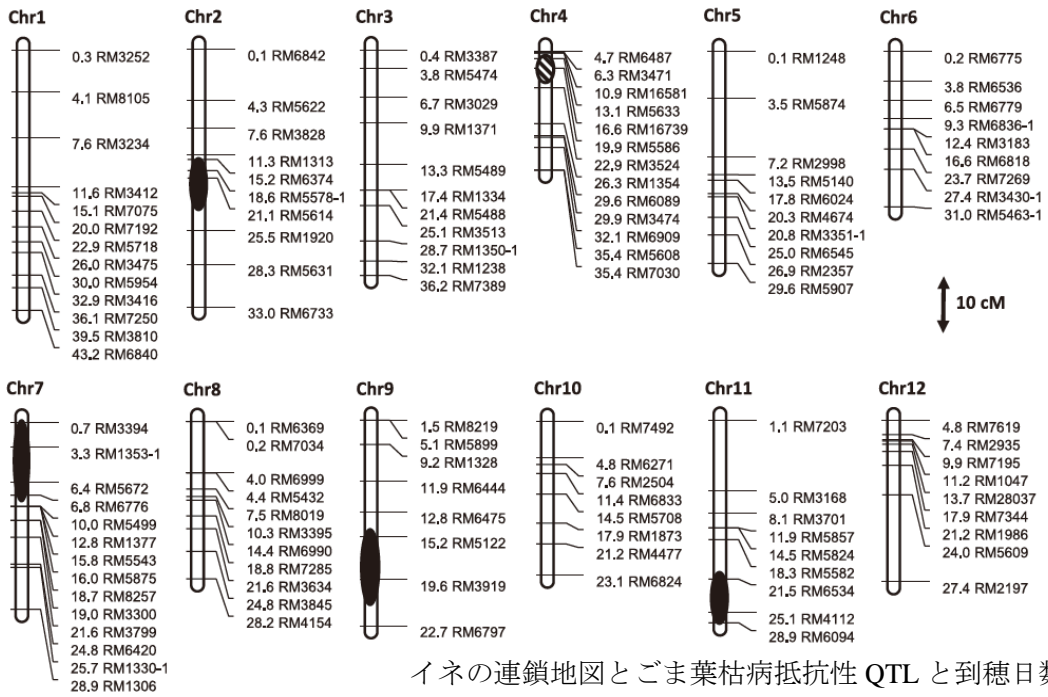 Chr1
0.3 RM3252
4.1 RM8105
7.6 RM3234
11.6 RM3412
15.1 RM7075
20.0 RM7192
22.9 RM5718
26.0 RM3475
30.0 RM5954
32.9 RM3416
36.1 RM7250
39.5 RM3810
43.2 RM6840
Chr2
0.1 RM6842
4.3 RM5622
7.6 RM3828
11.3 RM1313
15.2 RM6374
18.6 RM5578-1
21.1 RM5614
25.5 RM1920
28.3 RM5631
33.0 RM6733
Chr3
0.4 RM3387
3.8 RM5474
6.7 RM3029
9.9 RM1371
13.3 RM5489
17.4 RM1334
21.4 RM5488
25.1 RM3513
28.7 RM1350-1
32.1 RM1238
36.2 RM7389
Chr4
4.7 RM6487
6.3 RM3471
10.9 RM16581
13.1 RM5633
16.6 RM16739
19.9 RM5586
22.9 RM3524
26.3 RM1354
29.6 RM6089
29.9 RM3474
32.1 RM6909
35.4 RM5608
35.4 RM7030
Chr5
0.1 RM1248
3.5 RM5874
7.2 RM2998
13.5 RM5140
17.8 RM6024
20.3 RM4674
20.8 RM3351-1
25.0 RM6545
26.9 RM2357
29.6 RM5907
Chr6
0.2 RM6775
3.8 RM6536
6.5 RM6779
9.3 RM6836-1
12.4 RM3183
16.6 RM6818
23.7 RM7269
27.4 RM3430-1
31.0 RM5463-1
10 cM
Chr7
0.7 RM3394
3.3 RM1353-1
6.4 RM5672
6.8 RM6776
10.0 RM5499
12.8 RM1377
15.8 RM5543
16.0 RM5875
18.7 RM8257
19.0 RM3300
21.6 RM3799
24.8 RM6420
25.7 RM1330-1
28.9 RM1306
Chr8
0.1 RM6369
0.2 RM7034
4.0 RM6999
4.4 RM5432
7.5 RM8019
10.3 RM3395
14.4 RM6990
18.8 RM7285
21.6 RM3634
24.8 RM3845
28.2 RM4154
Chr9
1.5 RM8219
5.1 RM5899
9.2 RM1328
11.9 RM6444
12.8 RM6475
15.2 RM5122
19.6 RM3919
22.7 RM6797
Chr10
0.1 RM7492
4.8 RM6271
7.6 RM2504
11.4 RM6833
14.5 RM5708
17.9 RM1873
21.2 RM4477
23.1 RM6824
Chr11
1.1 RM7203
5.0 RM3168
8.1 RM3701
11.9 RM5857
14.5 RM5824
18.3 RM5582
21.5 RM6534
25.1 RM4112
28.9 RM6094
Chr12
4.8 RM7619
7.4 RM2935
9.9 RM7195
11.2 RM1047
13.7 RM28037
17.9 RM7344
21.2 RM1986
24.0 RM5609
27.4 RM2197
イネの連鎖地図とごま葉枯病抵抗性 QTL と到穂日数